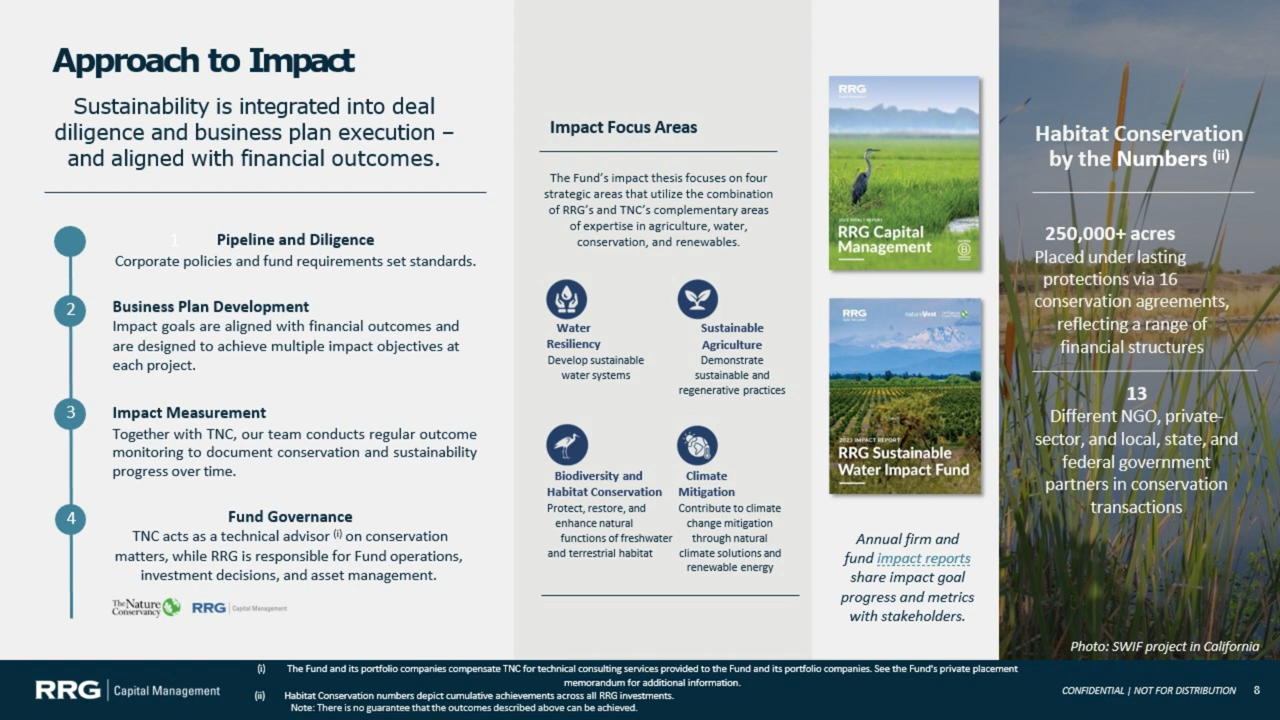 Approach to Impact
Sustainability is integrated into deal
diligence and business plan execution –
and aligned with financial outcomes.
1
Pipeline and Diligence
Corporate policies and fund requirements set standards.
2
Business Plan Development
Impact goals are aligned with financial outcomes and
are designed to achieve multiple impact objectives at
each project.
3
Impact Measurement
Together with TNC, our team conducts regular outcome
monitoring to document conservation and sustainability
progress over time.
4
Fund Governance
TNC acts as a technical advisor (i) on conservation
matters, while RRG is responsible for Fund operations,
investment decisions, and asset management.
The Nature
Conservancy
RRG | Capital Management
Impact Focus Areas
The Fund's impact thesis focuses on four
strategic areas that utilize the combination
of RRG's and TNC's complementary areas
of expertise in agriculture, water,
conservation, and renewables.
Water
Resiliency
Develop sustainable
water systems
Sustainable
Agriculture
Demonstrate
sustainable and
regenerative practices
Biodiversity and
Habitat Conservation
Protect, restore, and
enhance natural
functions of freshwater
and terrestrial habitat
Climate
Mitigation
Contribute to climate
change mitigation
through natural
climate solutions and
renewable energy
RRG
RRG Capital
Management
B
RRG
natureVest
2023 IMPACT REPORT
RRG Sustainable
Water Impact Fund
Annual firm and
fund impact reports
share impact goal
progress and metrics
with stakeholders.
Habitat Conservation
by the Numbers (ii)
250,000+ acres
Placed under lasting
protections via 16
conservation agreements,
reflecting a range of
financial structures
13
Different NGO, private-
sector, and local, state, and
federal government
partners in conservation
transactions
Photo: SWIF project in California
RRG | Capital Management
(i) The Fund and its portfolio companies compensate TNC for technical consulting services provided to the Fund and its portfolio companies. See the Fund's private placement
memorandum for additional information.
(ii) Habitat Conservation numbers depict cumulative achievements across all RRG investments.
Note: There is no guarantee that the outcomes described above can be achieved.
CONFIDENTIAL | NOT FOR DISTRIBUTION 8